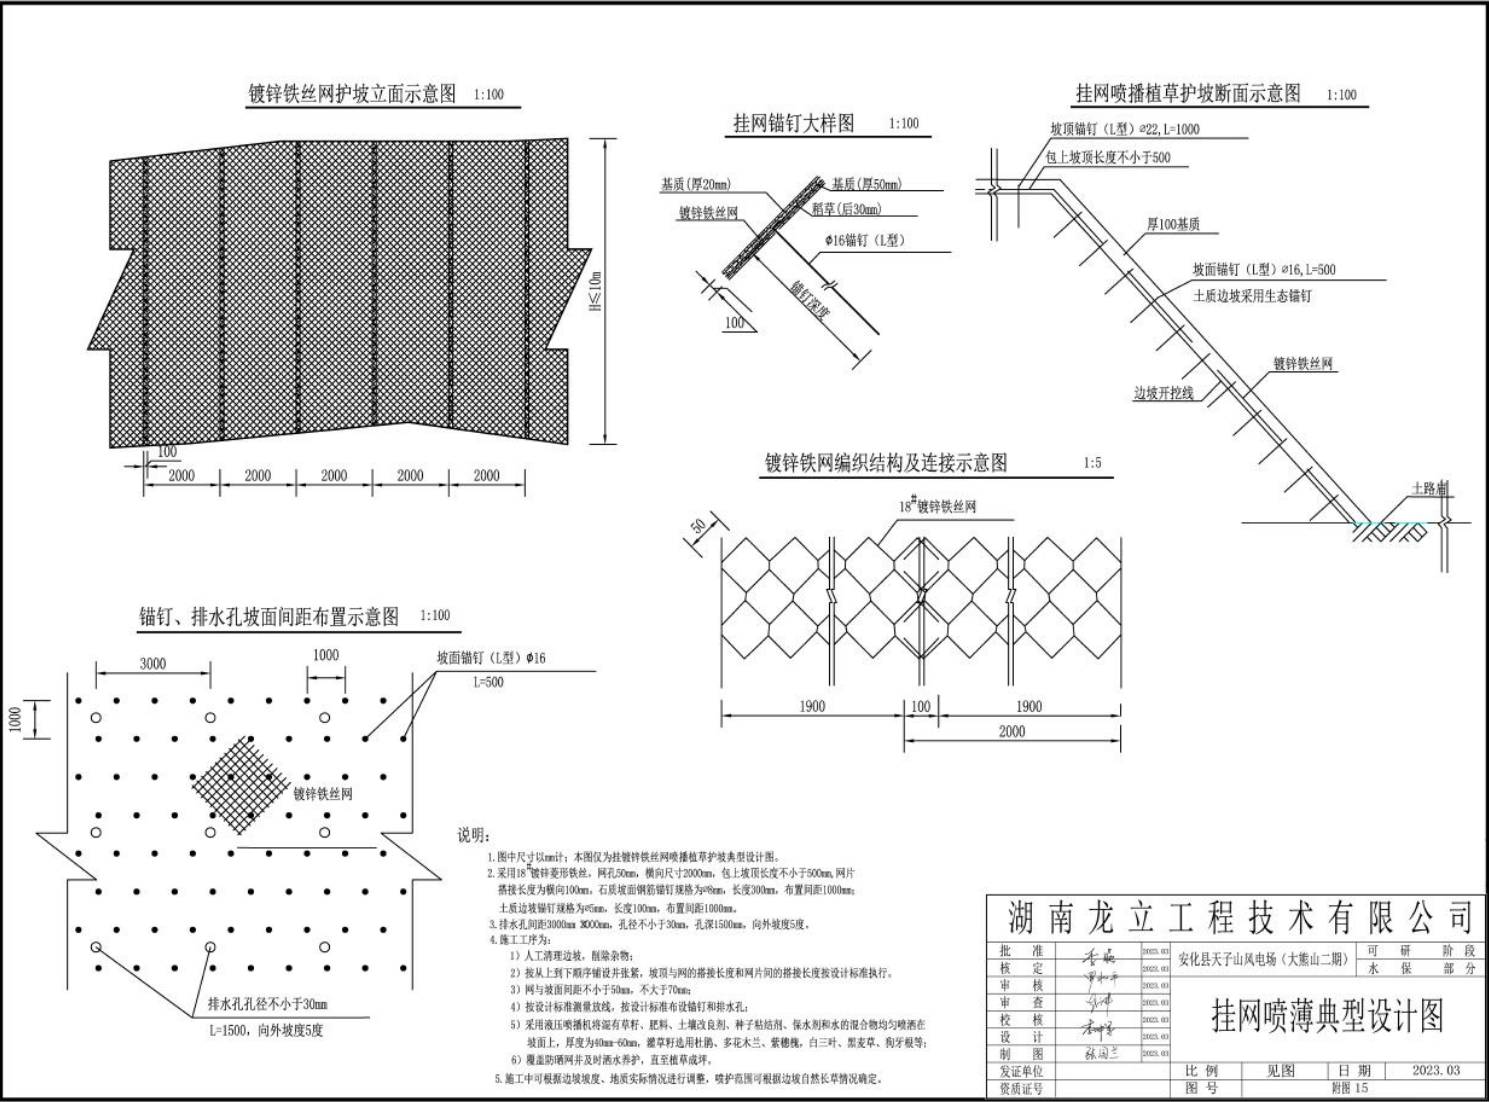 镀锌铁丝网护坡立面示意图 1:100
H≤10m
100
2000 2000 2000 2000 2000
挂网锚钉大样图 1:100
基质(厚20mm)
镀锌铁丝网
基质(厚50mm)
稻草(后30mm)
ϕ16锚钉（L型）
锚钉深度
100
挂网喷播植草护坡断面示意图 1:100
坡顶锚钉（L型）⌀22,L=1000
包上坡顶长度不小于500
厚100基质
坡面锚钉（L型）⌀16,L=500
土质边坡采用生态锚钉
镀锌铁丝网
边坡开挖线
土路肩
镀锌铁网编织结构及连接示意图 1:5
18#镀锌铁丝网
50
1900 100 1900
2000
锚钉、排水孔坡面间距布置示意图 1:100
3000 1000
1000
坡面锚钉（L型）ϕ16
L=500
镀锌铁丝网
排水孔孔径不小于30mm
L=1500，向外坡度5度
说明:
1.图中尺寸以mm计；本图仅为挂镀锌铁丝网喷播植草护坡典型设计图。
2.采用18#镀锌菱形铁丝，网孔50mm，横向尺寸2000mm，包上坡顶长度不小于500mm,网片
搭接长度为横向100mm。石质坡面钢筋锚钉规格为⌀8mm，长度300mm，布置间距1000mm；
土质边坡锚钉规格为⌀5mm，长度100mm，布置间距1000mm。
3.排水孔间距3000mm×3000mm，孔径不小于30mm，孔深1500mm，向外坡度5度。
4.施工工序为：
1）人工清理边坡，削除杂物；
2）按从上到下顺序铺设并张紧，坡顶与网的搭接长度和网片间的搭接长度按设计标准执行。
3）网与坡面间距不小于50mm，不大于70mm；
4）按设计标准测量放线，按设计标准布设锚钉和排水孔；
5）采用液压喷播机将混有草籽、肥料、土壤改良剂、种子粘结剂、保水剂和水的混合物均匀喷洒在
坡面上，厚度为40mm-60mm，灌草籽选用杜鹃、多花木兰、紫穗槐，白三叶、黑麦草、狗牙根等；
6）覆盖防晒网并及时洒水养护，直至植草成坪。
5.施工中可根据边坡坡度、地质实际情况进行调整，喷护范围可根据边坡自然长草情况确定。
湖南龙立工程技术有限公司
批准 2023.03
核定 2023.03
审核 2023.03
审查 2023.03
校核 2023.03
设计 2023.03
制图 2023.03
发证单位
资质证号
安化县天子山风电场（大熊山二期）
可研 阶段
水保 部分
挂网喷薄典型设计图
比例 见图 日期 2023.03
图号 附图15